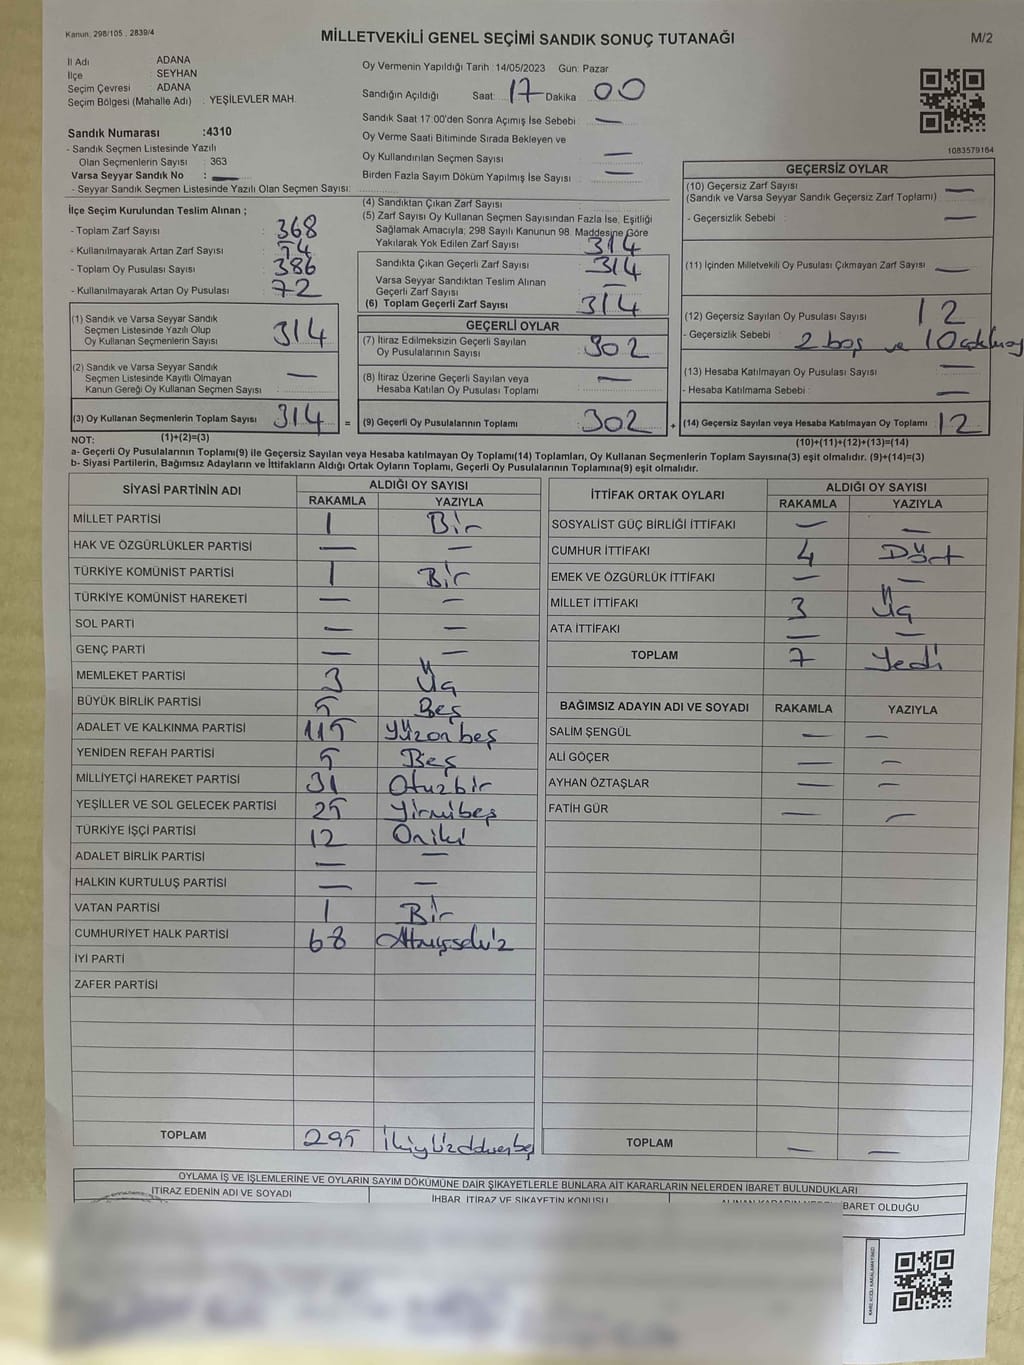 Kanun, 298/105 , 2839/4
MİLLETVEKİLİ GENEL SEÇİMİ SANDIK SONUÇ TUTANAĞI
M/2
İl Adı ADANA
İlçe SEYHAN
Seçim Çevresi ADANA
Seçim Bölgesi (Mahalle Adı) : YEŞİLEVLER MAH.
Oy Vermenin Yapıldığı Tarih : 14/05/2023 Gün: Pazar
Sandığın Açıldığı Saat: 17 Dakika 00
Sandık Saat 17:00'den Sonra Açımış İse Sebebi : —
Oy Verme Saati Bitiminde Sırada Bekleyen ve
Oy Kullandırılan Seçmen Sayısı —
Birden Fazla Sayım Döküm Yapılmış İse Sayısı —
Sandık Numarası :4310
- Sandık Seçmen Listesinde Yazılı
Olan Seçmenlerin Sayısı : 363
Varsa Seyyar Sandık No : —
- Seyyar Sandık Seçmen Listesinde Yazılı Olan Seçmen Sayısı:
1083579164
İlçe Seçim Kurulundan Teslim Alınan ;
- Toplam Zarf Sayısı : 368
- Kullanılmayarak Artan Zarf Sayısı : 54
- Toplam Oy Pusulası Sayısı : 386
- Kullanılmayarak Artan Oy Pusulası : 72
(4) Sandıktan Çıkan Zarf Sayısı
(5) Zarf Sayısı Oy Kullanan Seçmen Sayısından Fazla İse, Eşitliği
Sağlamak Amacıyla; 298 Sayılı Kanunun 98. Maddesine Göre
Yakılarak Yok Edilen Zarf Sayısı 314
Sandıkta Çıkan Geçerli Zarf Sayısı 314
Varsa Seyyar Sandıktan Teslim Alınan
Geçerli Zarf Sayısı —
(6) Toplam Geçerli Zarf Sayısı 314
GEÇERSİZ OYLAR
(10) Geçersiz Zarf Sayısı —
(Sandık ve Varsa Seyyar Sandık Geçersiz Zarf Toplamı)
- Geçersizlik Sebebi : —
(11) İçinden Milletvekili Oy Pusulası Çıkmayan Zarf Sayısı —
(12) Geçersiz Sayılan Oy Pusulası Sayısı 12
- Geçersizlik Sebebi : 2 boş ve 10
(13) Hesaba Katılmayan Oy Pusulası Sayısı : —
- Hesaba Katılmama Sebebi : —
(14) Geçersiz Sayılan veya Hesaba Katılmayan Oy Toplamı 12
(10)+(11)+(12)+(13)=(14)
(1) Sandık ve Varsa Seyyar Sandık
Seçmen Listesinde Yazılı Olup
Oy Kullanan Seçmenlerin Sayısı 314
(2) Sandık ve Varsa Seyyar Sandık
Seçmen Listesinde Kayıtlı Olmayan
Kanun Gereği Oy Kullanan Seçmen Sayısı —
(3) Oy Kullanan Seçmenlerin Toplam Sayısı 314 =
(1)+(2)=(3)
GEÇERLİ OYLAR
(7) İtiraz Edilmeksizin Geçerli Sayılan
Oy Pusulalarının Sayısı 302
(8) İtiraz Üzerine Geçerli Sayılan veya
Hesaba Katılan Oy Pusulası Toplamı —
(9) Geçerli Oy Pusulalarının Toplamı 302 +
NOT:
a- Geçerli Oy Pusulalarının Toplamı(9) ile Geçersiz Sayılan veya Hesaba katılmayan Oy Toplamı(14) Toplamları, Oy Kullanan Seçmenlerin Toplam Sayısına(3) eşit olmalıdır. (9)+(14)=(3)
b- Siyasi Partilerin, Bağımsız Adayların ve İttifakların Aldığı Ortak Oyların Toplamı, Geçerli Oy Pusulalarının Toplamına(9) eşit olmalıdır.
SİYASİ PARTİNİN ADI ALDIĞI OY SAYISI
RAKAMLA YAZIYLA
MİLLET PARTİSİ 1 Bir
HAK VE ÖZGÜRLÜKLER PARTİSİ — —
TÜRKİYE KOMÜNİST PARTİSİ 1 Bir
TÜRKİYE KOMÜNİST HAREKETİ — —
SOL PARTİ — —
GENÇ PARTİ — —
MEMLEKET PARTİSİ 3 Üç
BÜYÜK BİRLİK PARTİSİ 5 Beş
ADALET VE KALKINMA PARTİSİ 115 Yüzonbeş
YENİDEN REFAH PARTİSİ 5 Beş
MİLLİYETÇİ HAREKET PARTİSİ 31 Otuzbir
YEŞİLLER VE SOL GELECEK PARTİSİ 25 Yirmibeş
TÜRKİYE İŞÇİ PARTİSİ 12 Oniki
ADALET BİRLİK PARTİSİ — —
HALKIN KURTULUŞ PARTİSİ — —
VATAN PARTİSİ 1 Bir
CUMHURİYET HALK PARTİSİ 68 Atmışsekiz
İYİ PARTİ
ZAFER PARTİSİ
TOPLAM 295
İTTİFAK ORTAK OYLARI ALDIĞI OY SAYISI
RAKAMLA YAZIYLA
SOSYALİST GÜÇ BİRLİĞİ İTTİFAKI — —
CUMHUR İTTİFAKI 4 Dört
EMEK VE ÖZGÜRLÜK İTTİFAKI — —
MİLLET İTTİFAKI 3 Üç
ATA İTTİFAKI — —
TOPLAM 7 Yedi
BAĞIMSIZ ADAYIN ADI VE SOYADI RAKAMLA YAZIYLA
SALİM ŞENGÜL — —
ALİ GÖÇER — —
AYHAN ÖZTAŞLAR — —
FATİH GÜR — —
TOPLAM — —
OYLAMA İŞ VE İŞLEMLERİNE VE OYLARIN SAYIM DÖKÜMÜNE DAİR ŞİKAYETLERLE BUNLARA AİT KARARLARIN NELERDEN İBARET BULUNDUKLARI
İTİRAZ EDENİN ADI VE SOYADI
İHBAR, İTİRAZ VE ŞİKAYETİN KONUSU
İBARET OLDUĞU